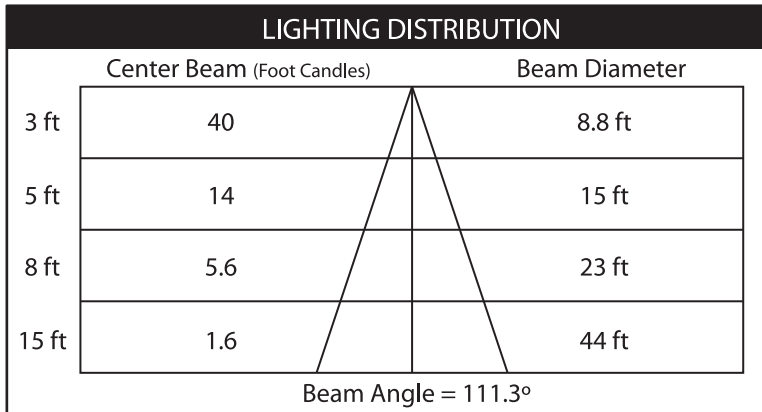 LIGHTING DISTRIBUTION
Center Beam (Foot Candles) Beam Diameter
3 ft 40 8.8 ft
5 ft 14 15 ft
8 ft 5.6 23 ft
15 ft 1.6 44 ft
Beam Angle = 111.3º